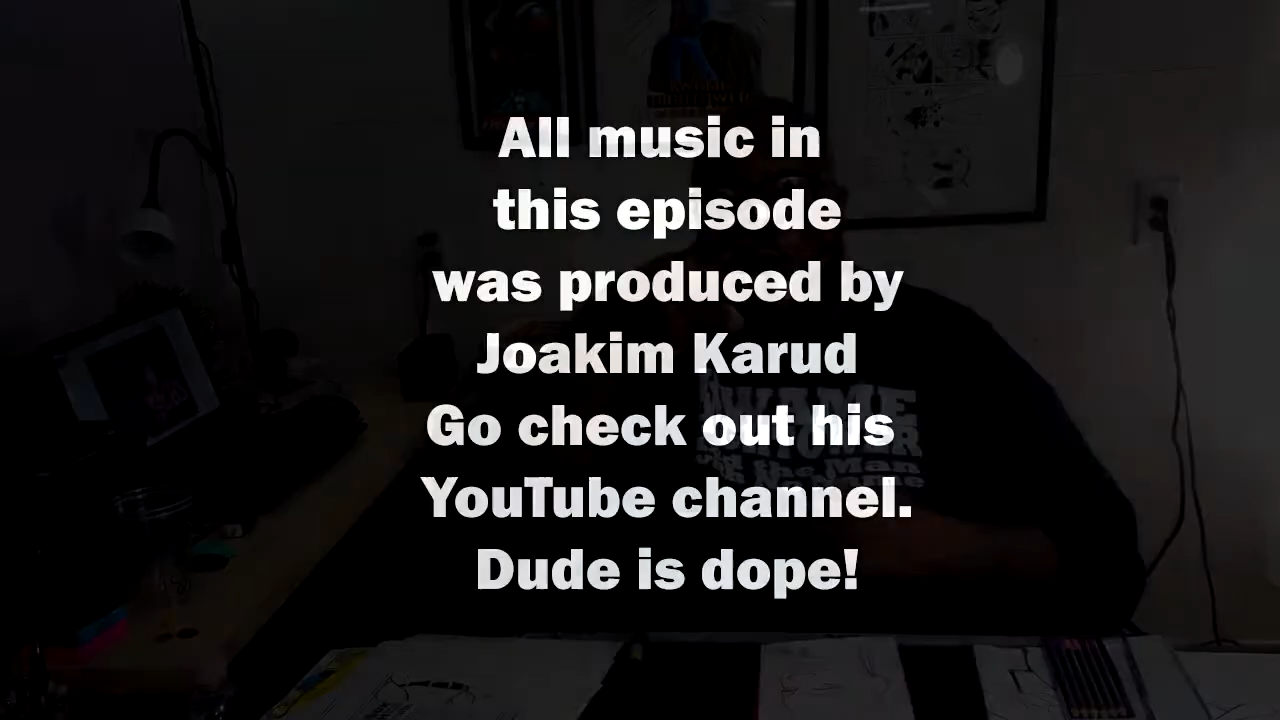 All music in
this episode
was produced by
Joakim Karud
Go check out his
YouTube channel.
Dude is dope!